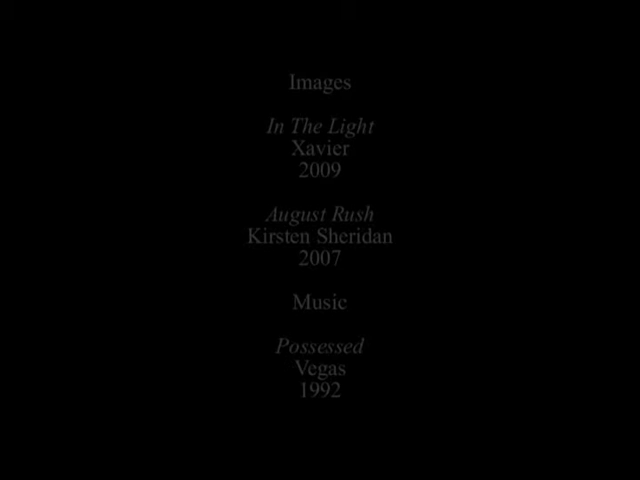 Images
In The Light
Xavier
2009
August Rush
Kirsten Sheridan
2007
Music
Possessed
Vegas
1992